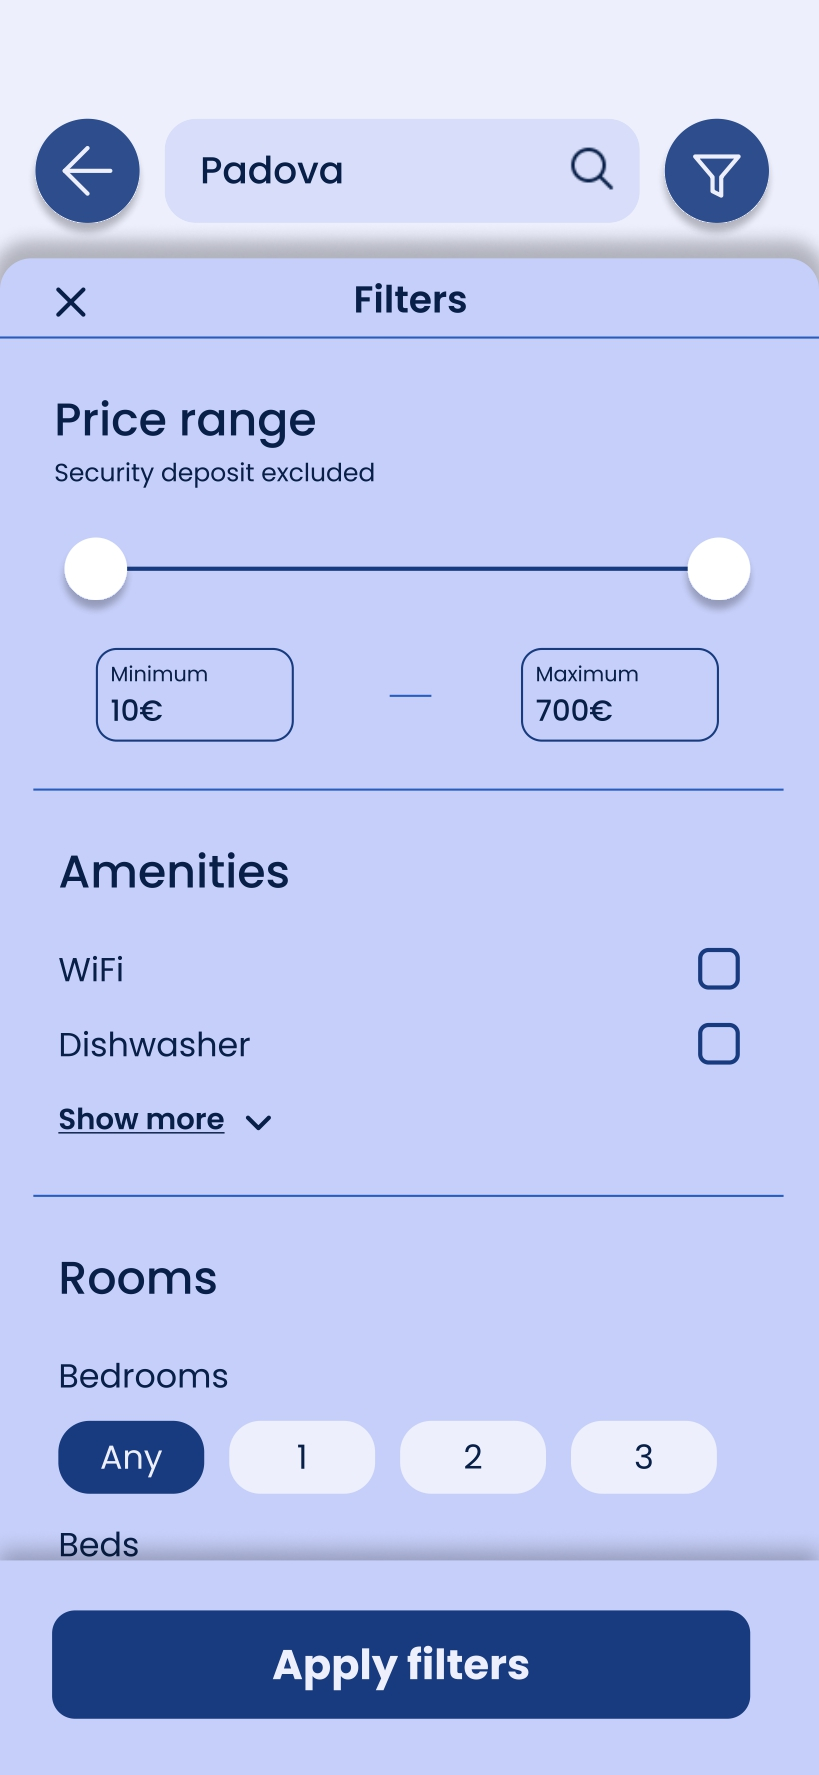 Padova
Filters
Price range
Security deposit excluded
Minimum
10€
—
Maximum
700€
Amenities
WiFi
Dishwasher
Show more
Rooms
Bedrooms
Any 1 2 3
Beds
Apply filters